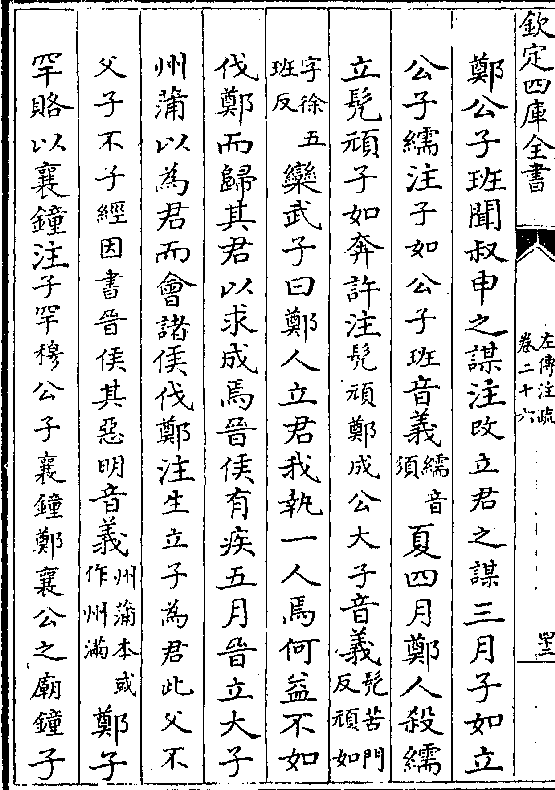 欽定四庫全書
左傳注疏
卷二十六
四三
鄭公子班聞叔申之謀注改立君之謀三月子如立
公子繻注子如公子班音義繻音須夏四月鄭人殺繻
立髡頑子如奔許注髡頑鄭成公大子音義髡苦門反頑如
字徐五班反欒武子曰鄭人立君我執一人焉何益不如
伐鄭而歸其君以求成焉晉侯有疾五月晉立大子
州蒲以為君而會諸侯伐鄭注生立子為君此父不
父子不子經因書晉侯其惡明音義州蒲本或作州滿鄭子
罕賂以襄鐘注子罕穆公子襄鐘鄭襄公之廟鐘子